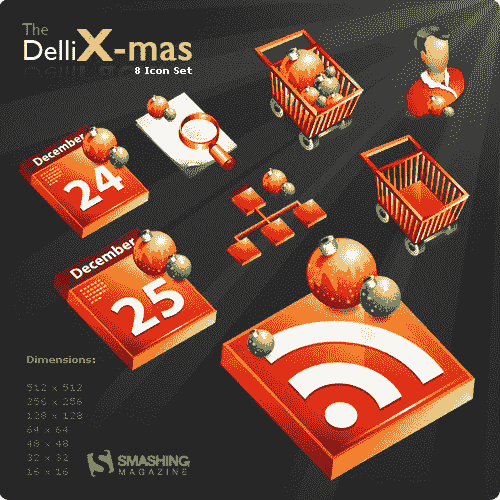 The
Delli X-mas
8 Icon Set
December
24
December
25
Dimensions:
512 x 512
256 x 256
128 x 128
64 x 64
48 x 48
32 x 32
16 x 16
SMASHING
MAGAZINE